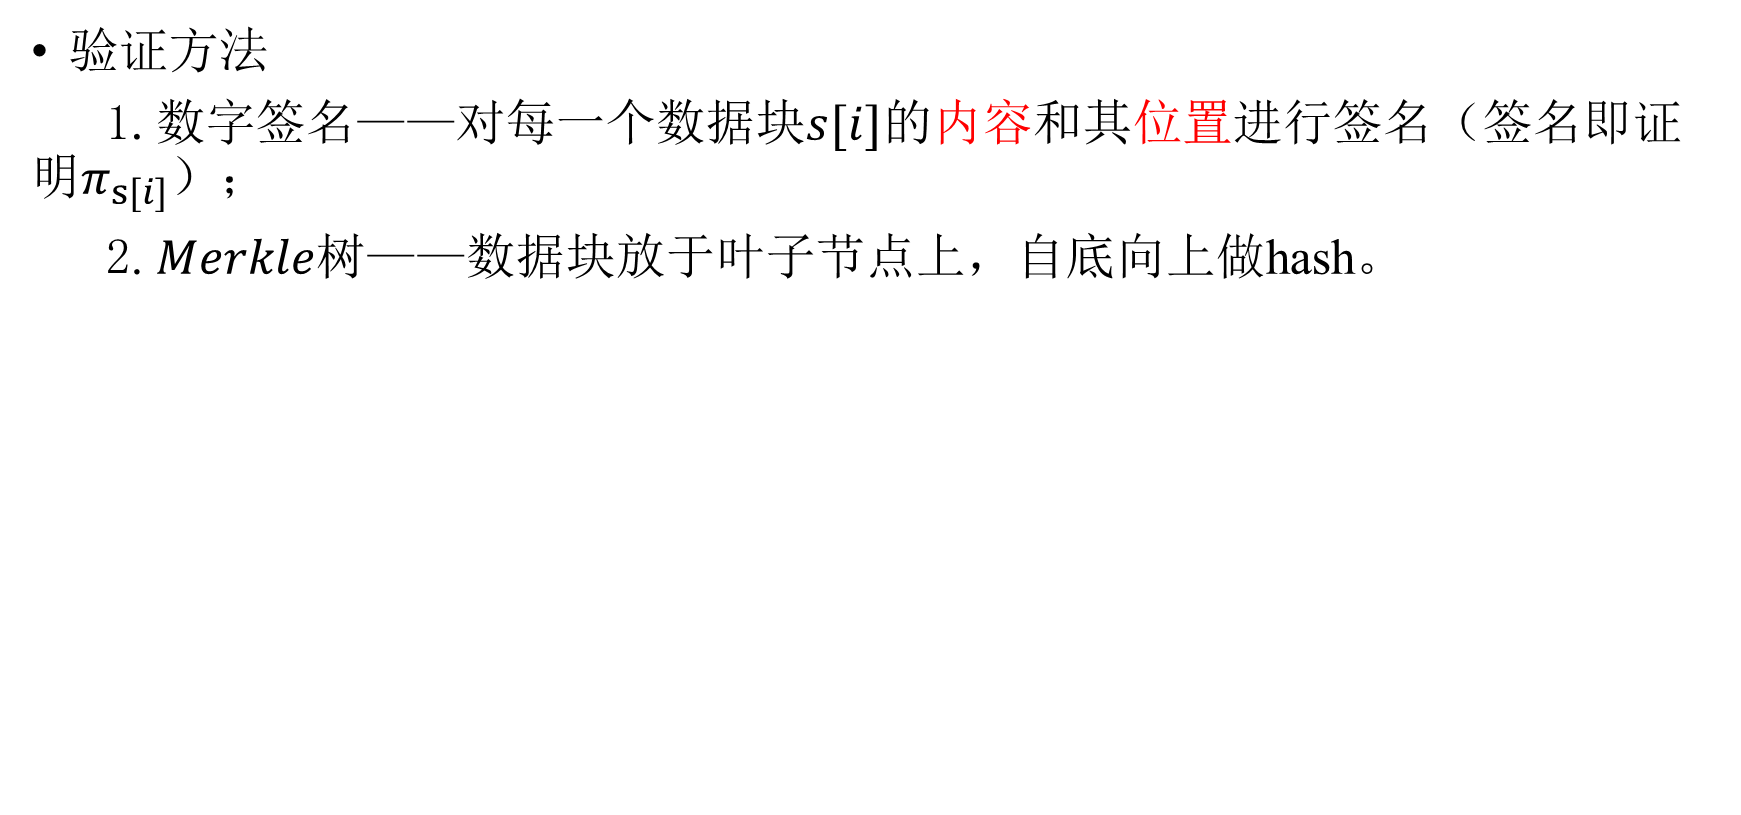 • 验证方法
1. 数字签名——对每一个数据块s[i]的内容和其位置进行签名（签名即证
明π_{s[i]}）；
2. Merkle树——数据块放于叶子节点上，自底向上做hash。